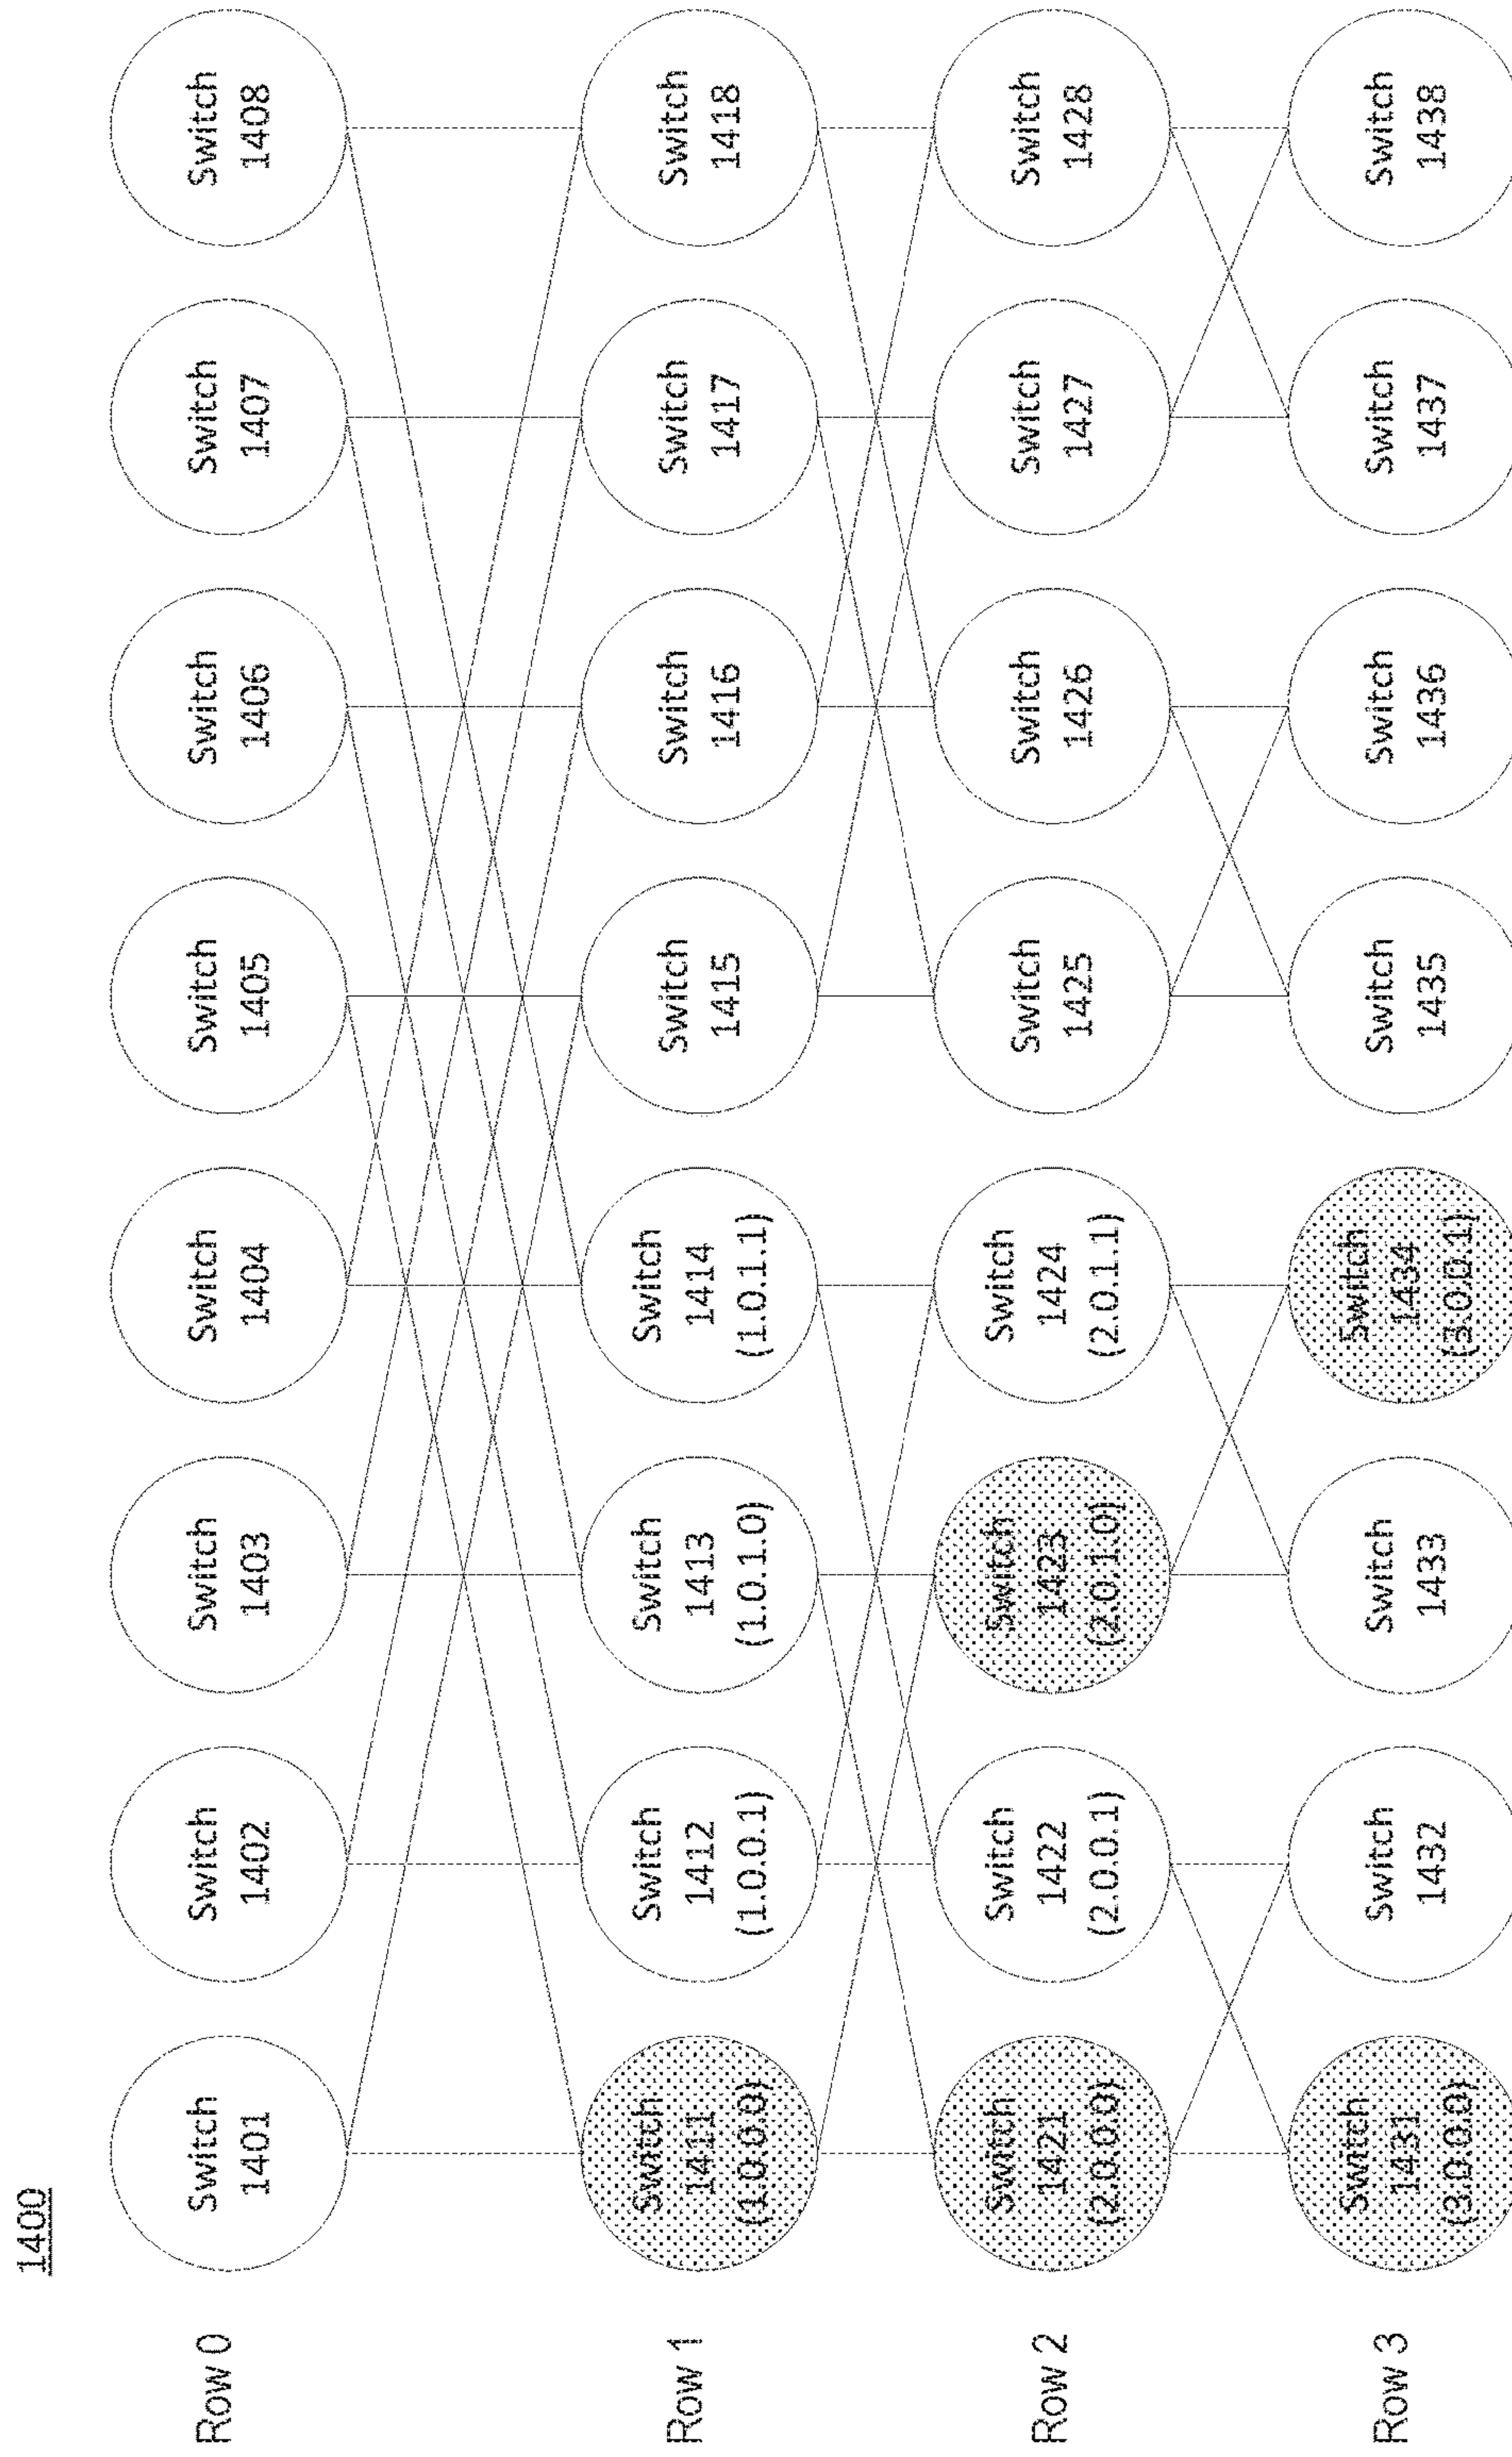 1400
Row 0
Switch
1401
Switch
1402
Switch
1403
Switch
1404
Switch
1405
Switch
1406
Switch
1407
Switch
1408
Row 1
Switch
1411
(1.0.0.0)
Switch
1412
(1.0.0.1)
Switch
1413
(1.0.1.0)
Switch
1414
(1.0.1.1)
Switch
1415
Switch
1416
Switch
1417
Switch
1418
Row 2
Switch
1421
(2.0.0.0)
Switch
1422
(2.0.0.1)
Switch
1423
(2.0.1.0)
Switch
1424
(2.0.1.1)
Switch
1425
Switch
1426
Switch
1427
Switch
1428
Row 3
Switch
1431
(3.0.0.0)
Switch
1432
Switch
1433
Switch
1434
(3.0.0.1)
Switch
1435
Switch
1436
Switch
1437
Switch
1438